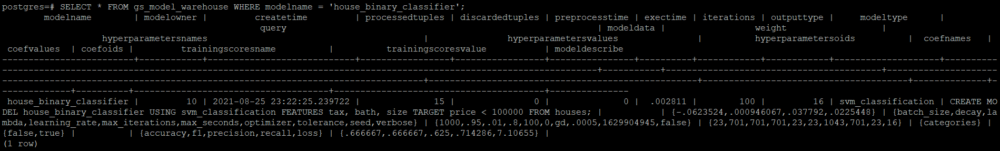 postgres=# SELECT * FROM gs_model_warehouse WHERE modelname = 'house_binary_classifier';
        modelname        | modelowner |         createtime         | processedtuples | discardedtuples | preprocesstime | exectime | iterations | outputtype |     modeltype      |
                                                 query                                                           | modeldata |                 weight                  |
                   hyperparametersnames                                         |               hyperparametersvalues               |          hyperparametersoids          |  coefnames   |
 coefvalues  | coefoids |         trainingscoresname          |          trainingscoresvalue           | modeldescribe
-------------------------+------------+----------------------------+-----------------+-----------------+----------------+----------+------------+------------+--------------------+----------
-----------------------------------------------------------------------------------------------------------------+-----------+-----------------------------------------+---------------------
--------------------------------------------------------------------------------+---------------------------------------------------+---------------------------------------+--------------+-
-------------+----------+-------------------------------------+----------------------------------------+---------------
 house_binary_classifier |         10 | 2021-08-25 23:22:25.239722 |              15 |               0 |              0 |  .002811 |        100 |         16 | svm_classification | CREATE MO
DEL house_binary_classifier USING svm_classification FEATURES tax, bath, size TARGET price < 100000 FROM houses; |           | {-.0623524,.000946067,.037792,.0225448} | {batch_size,decay,la
mbda,learning_rate,max_iterations,max_seconds,optimizer,tolerance,seed,verbose} | {1000,.95,.01,.8,100,0,gd,.0005,1629904945,false} | {23,701,701,701,23,23,1043,701,23,16} | {categories} |
{false,true} |          | {accuracy,f1,precision,recall,loss} | {.666667,.666667,.625,.714286,7.10655} |
(1 row)